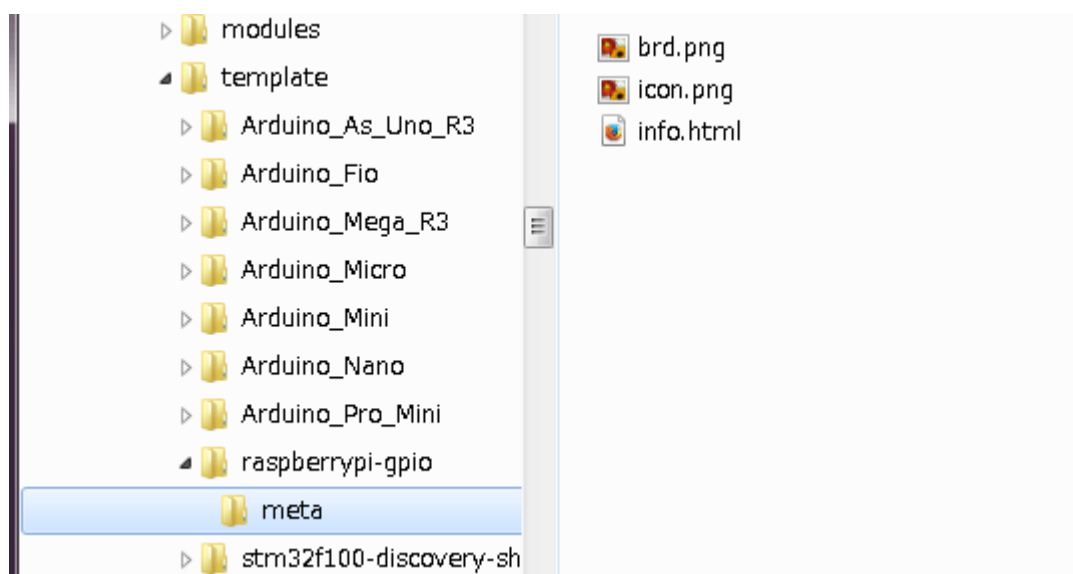 modules
template
Arduino_As_Uno_R3
Arduino_Fio
Arduino_Mega_R3
Arduino_Micro
Arduino_Mini
Arduino_Nano
Arduino_Pro_Mini
raspberrypi-gpio
meta
stm32f100-discovery-sh
brd.png
icon.png
info.html